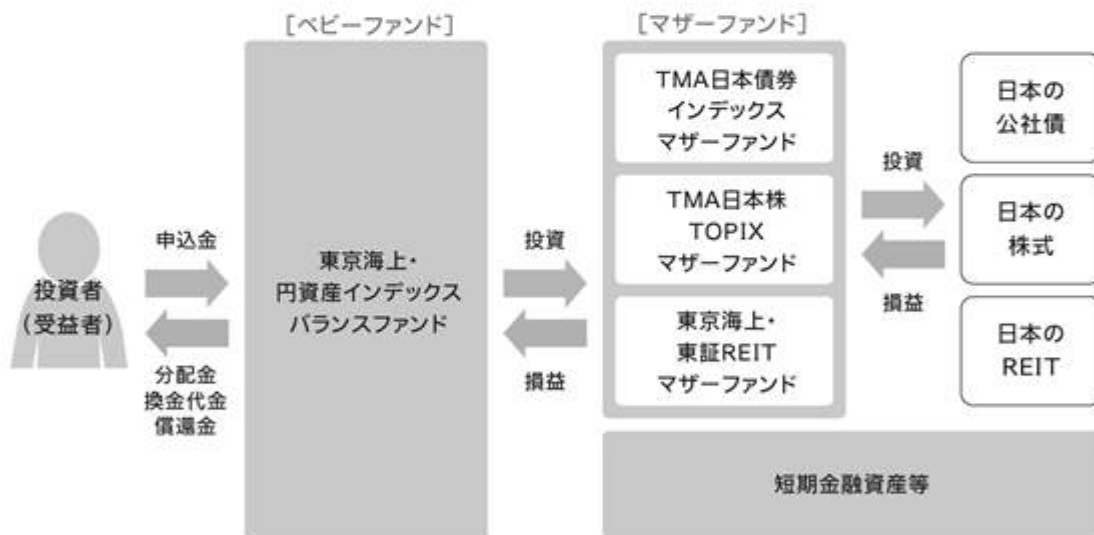 ［ベビーファンド］
［マザーファンド］
投資者
（受益者）
申込金
分配金
換金代金
償還金
東京海上・
円資産インデックス
バランスファンド
投資
損益
TMA日本債券
インデックス
マザーファンド
TMA日本株
TOPIX
マザーファンド
東京海上・
東証REIT
マザーファンド
投資
損益
日本の
公社債
日本の
株式
日本の
REIT
短期金融資産等